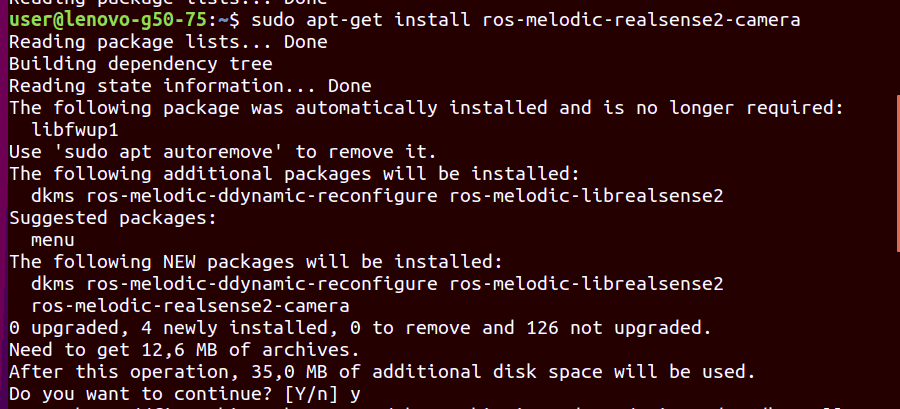 Reading package lists... Done
user@lenovo-g50-75:~$ sudo apt-get install ros-melodic-realsense2-camera
Reading package lists... Done
Building dependency tree
Reading state information... Done
The following package was automatically installed and is no longer required:
  libfwup1
Use 'sudo apt autoremove' to remove it.
The following additional packages will be installed:
  dkms ros-melodic-ddynamic-reconfigure ros-melodic-librealsense2
Suggested packages:
  menu
The following NEW packages will be installed:
  dkms ros-melodic-ddynamic-reconfigure ros-melodic-librealsense2
  ros-melodic-realsense2-camera
0 upgraded, 4 newly installed, 0 to remove and 126 not upgraded.
Need to get 12,6 MB of archives.
After this operation, 35,0 MB of additional disk space will be used.
Do you want to continue? [Y/n] y